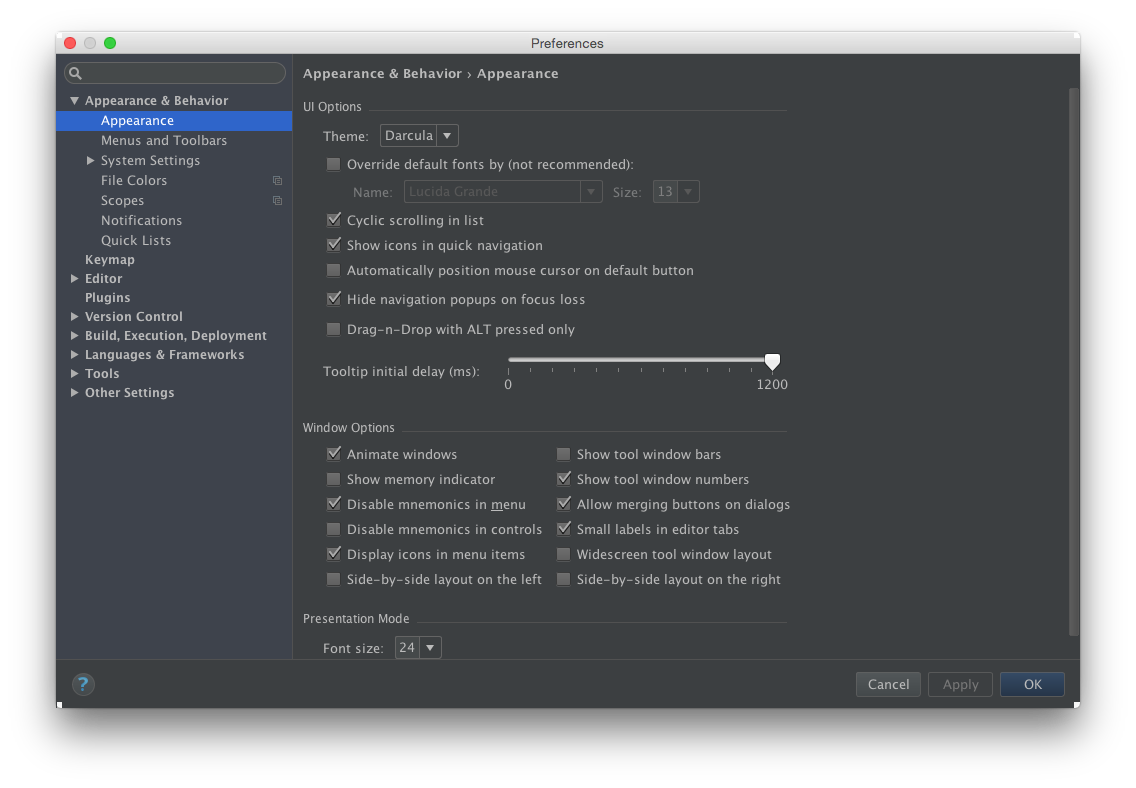 Preferences
Appearance & Behavior
Appearance
Menus and Toolbars
System Settings
File Colors
Scopes
Notifications
Quick Lists
Keymap
Editor
Plugins
Version Control
Build, Execution, Deployment
Languages & Frameworks
Tools
Other Settings
Appearance & Behavior › Appearance
UI Options
Theme: Darcula
Override default fonts by (not recommended):
Name: Lucida Grande Size: 13
Cyclic scrolling in list
Show icons in quick navigation
Automatically position mouse cursor on default button
Hide navigation popups on focus loss
Drag-n-Drop with ALT pressed only
Tooltip initial delay (ms):
0 1200
Window Options
Animate windows Show tool window bars
Show memory indicator Show tool window numbers
Disable mnemonics in menu Allow merging buttons on dialogs
Disable mnemonics in controls Small labels in editor tabs
Display icons in menu items Widescreen tool window layout
Side-by-side layout on the left Side-by-side layout on the right
Presentation Mode
Font size: 24
? Cancel Apply OK